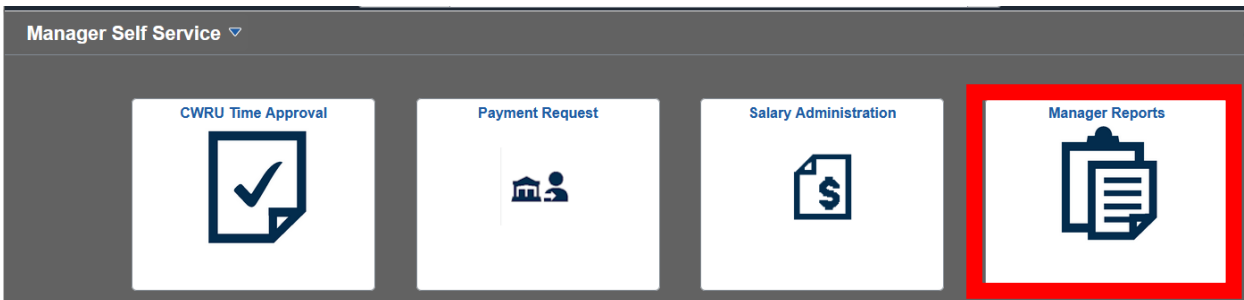 Manager Self Service
CWRU Time Approval
Payment Request
Salary Administration
Manager Reports
$